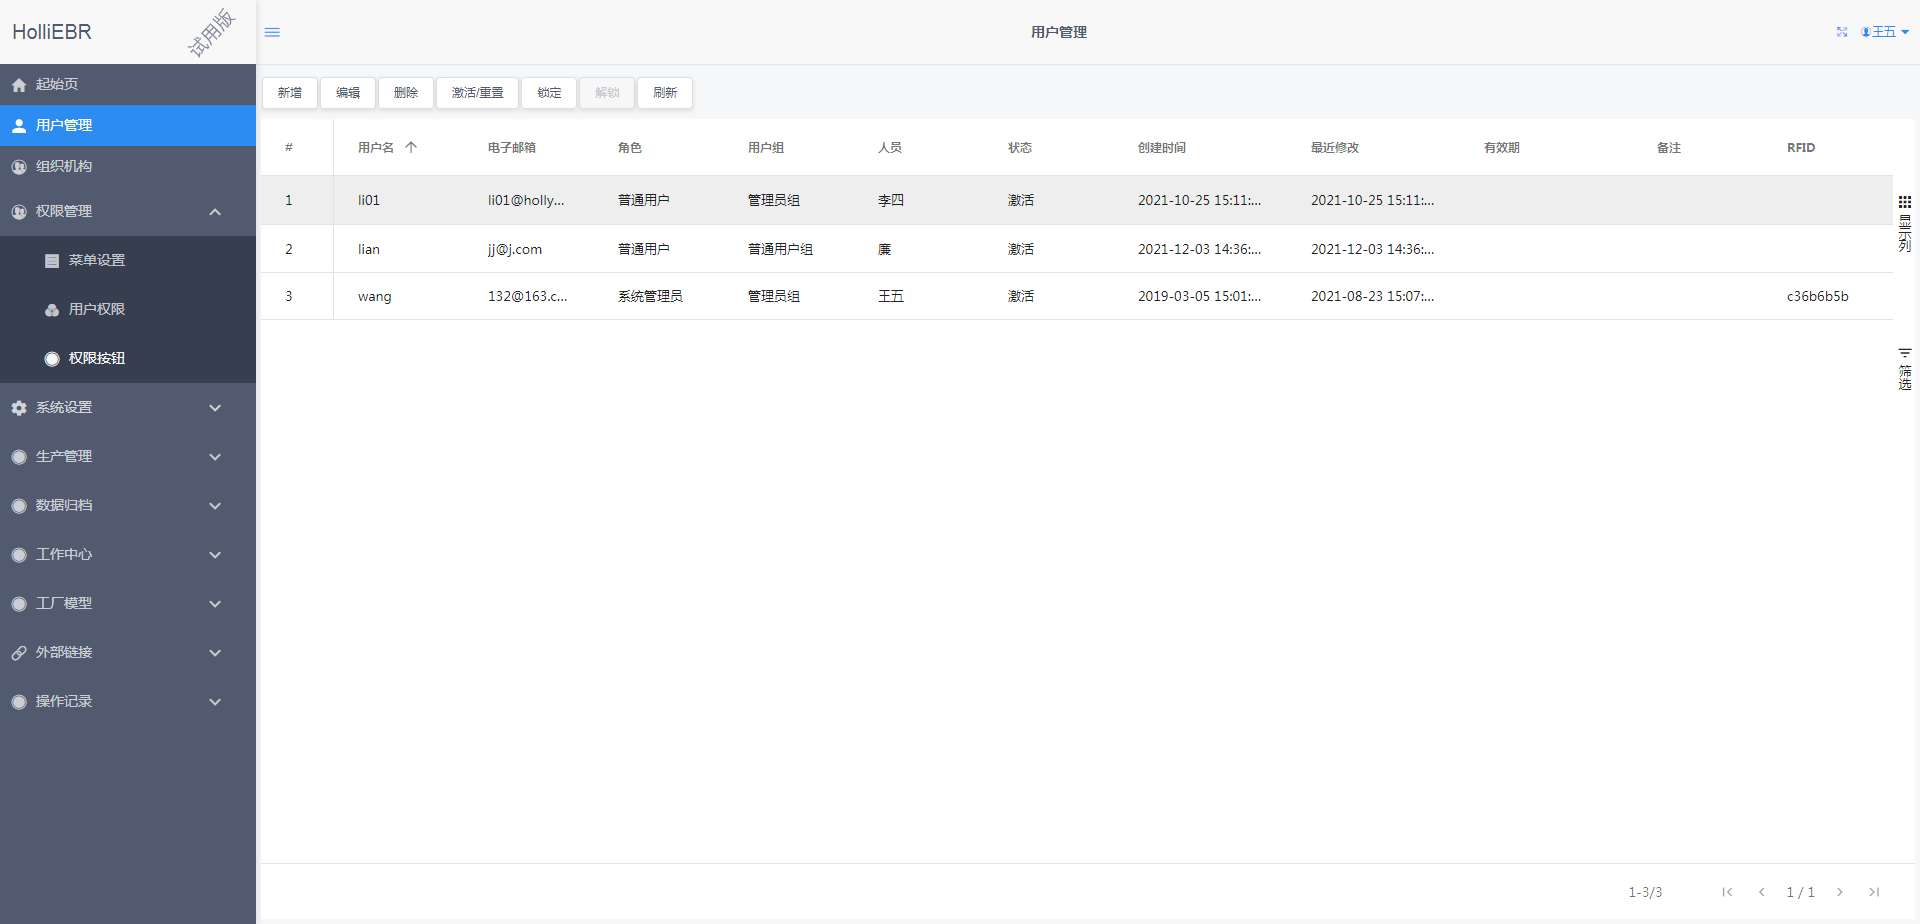 HolliEBR
试用版
用户管理
王五
起始页
用户管理
组织机构
权限管理
菜单设置
用户权限
权限按钮
系统设置
生产管理
数据归档
工作中心
工厂模型
外部链接
操作记录
新增 编辑 删除 激活/重置 锁定 解锁 刷新
# 用户名 电子邮箱 角色 用户组 人员 状态 创建时间 最近修改 有效期 备注 RFID
1 li01 li01@holly... 普通用户 管理员组 李四 激活 2021-10-25 15:11:... 2021-10-25 15:11:...
2 lian jj@j.com 普通用户 普通用户组 廉 激活 2021-12-03 14:36:... 2021-12-03 14:36:...
3 wang 132@163.c... 系统管理员 管理员组 王五 激活 2019-03-05 15:01:... 2021-08-23 15:07:... c36b6b5b
显示列
筛选
1-3/3 1 / 1